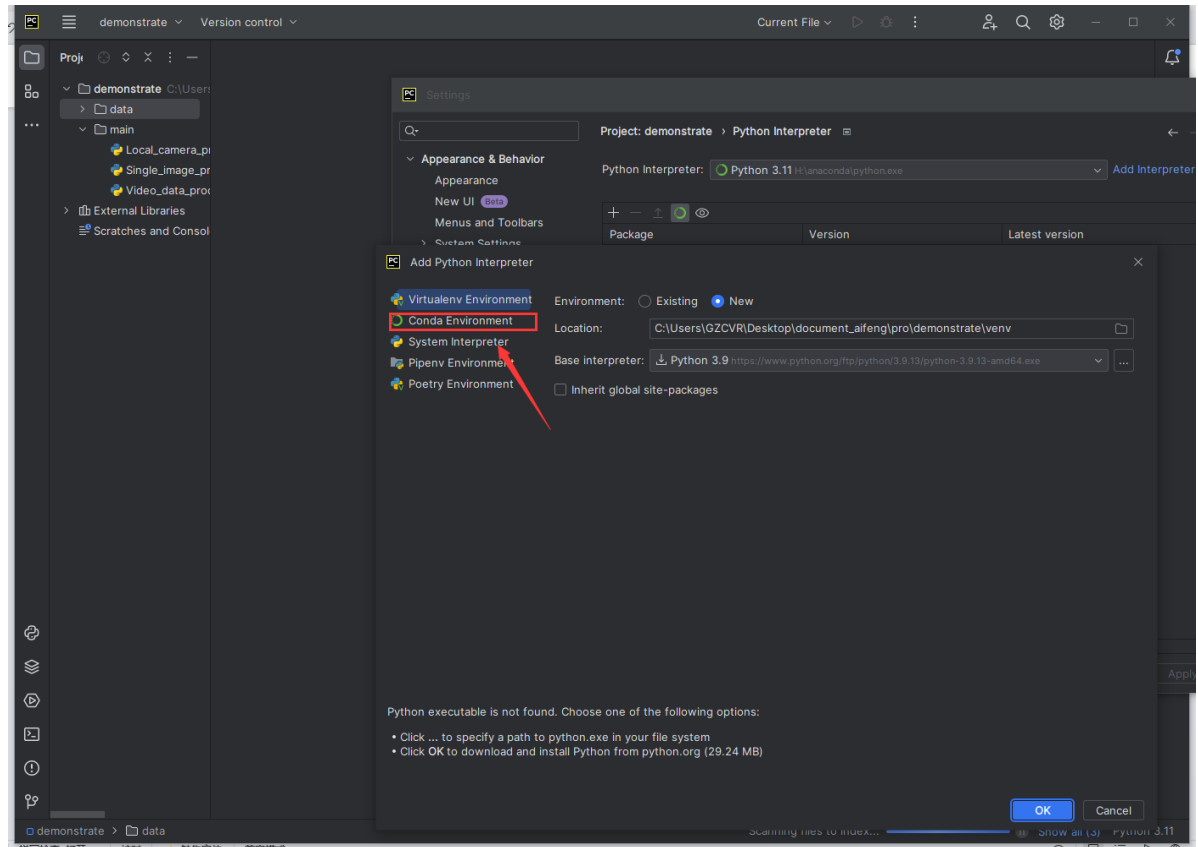 PC demonstrate Version control Current File
Proje
demonstrate C:\Users
data
main
Local_camera_pr
Single_image_pr
Video_data_proc
External Libraries
Scratches and Consol
PC Settings
Project: demonstrate › Python Interpreter
Appearance & Behavior
Appearance
New UI Beta
Menus and Toolbars
System Settings
Python Interpreter: Python 3.11 H:\anaconda\python.exe Add Interpreter
Package Version Latest version
PC Add Python Interpreter
Virtualenv Environment
Conda Environment
System Interpreter
Pipenv Environment
Poetry Environment
Environment: Existing New
Location: C:\Users\GZCVR\Desktop\document_aifeng\pro\demonstrate\venv
Base interpreter: Python 3.9 https://www.python.org/ftp/python/3.9.13/python-3.9.13-amd64.exe ...
Inherit global site-packages
Apply
Python executable is not found. Choose one of the following options:
• Click ... to specify a path to python.exe in your file system
• Click OK to download and install Python from python.org (29.24 MB)
OK Cancel
demonstrate > data Scanning files to index... Show all (3) Python 3.11